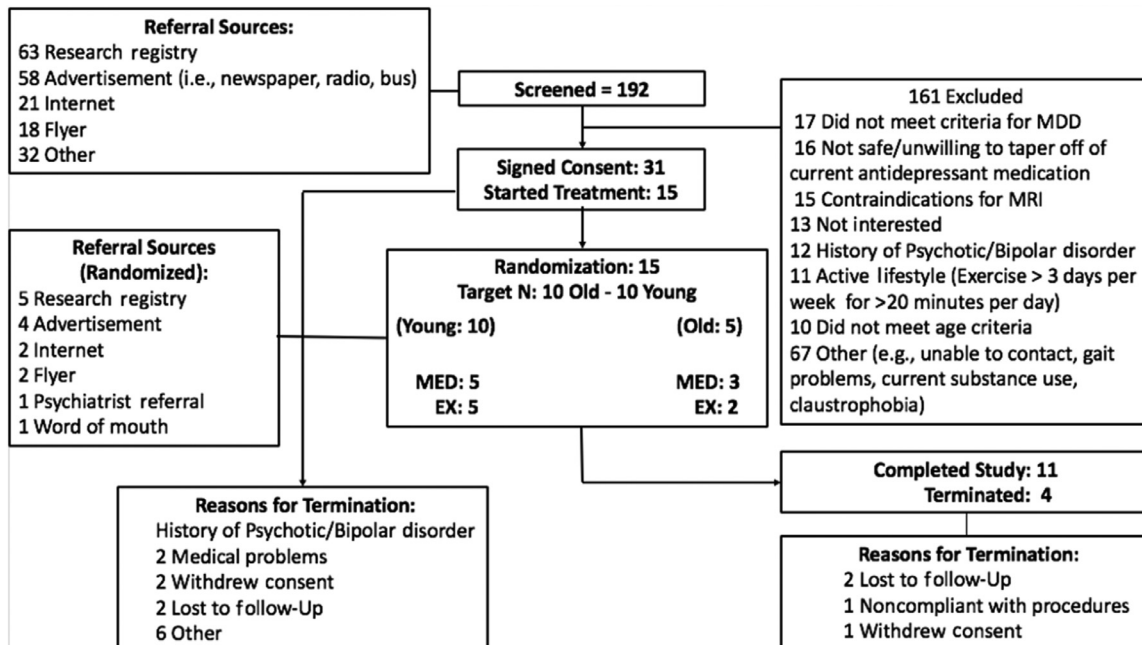 Referral Sources:
63 Research registry
58 Advertisement (i.e., newspaper, radio, bus)
21 Internet
18 Flyer
32 Other
Screened = 192
161 Excluded
17 Did not meet criteria for MDD
16 Not safe/unwilling to taper off of
current antidepressant medication
15 Contraindications for MRI
13 Not interested
12 History of Psychotic/Bipolar disorder
11 Active lifestyle (Exercise > 3 days per
week for >20 minutes per day)
10 Did not meet age criteria
67 Other (e.g., unable to contact, gait
problems, current substance use,
claustrophobia)
Signed Consent: 31
Started Treatment: 15
Referral Sources
(Randomized):
5 Research registry
4 Advertisement
2 Internet
2 Flyer
1 Psychiatrist referral
1 Word of mouth
Randomization: 15
Target N: 10 Old - 10 Young
(Young: 10) (Old: 5)
MED: 5 MED: 3
EX: 5 EX: 2
Completed Study: 11
Terminated: 4
Reasons for Termination:
History of Psychotic/Bipolar disorder
2 Medical problems
2 Withdrew consent
2 Lost to follow-Up
6 Other
Reasons for Termination:
2 Lost to follow-Up
1 Noncompliant with procedures
1 Withdrew consent